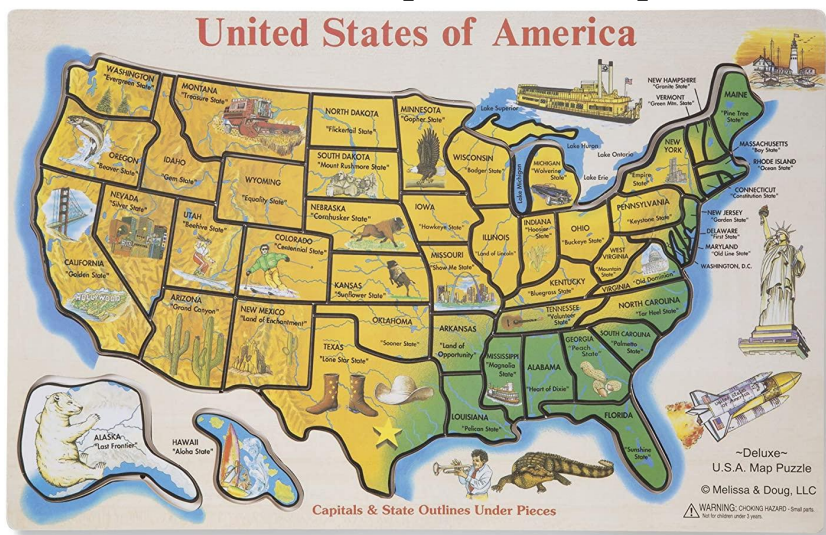 United States of America
WASHINGTON
"Evergreen State"
MONTANA
"Treasure State"
NORTH DAKOTA
"Flickertail State"
MINNESOTA
"Gopher State"
Lake Superior
NEW HAMPSHIRE
"Granite State"
VERMONT
"Green Mtn. State"
MAINE
"Pine Tree
State"
OREGON
"Beaver State"
IDAHO
"Gem State"
WYOMING
"Equality State"
SOUTH DAKOTA
"Mount Rushmore State"
WISCONSIN
"Badger State"
Lake Michigan
MICHIGAN
"Wolverine
State"
Lake Huron
Lake Ontario
Lake Erie
NEW
YORK
"Empire
State"
MASSACHUSETTS
"Bay State"
RHODE ISLAND
"Ocean State"
CONNECTICUT
"Constitution State"
NEVADA
"Silver State"
UTAH
"Beehive State"
COLORADO
"Centennial State"
NEBRASKA
"Cornhusker State"
IOWA
"Hawkeye State"
ILLINOIS
"Land of Lincoln"
INDIANA
"Hoosier
State"
OHIO
"Buckeye State"
PENNSYLVANIA
"Keystone State"
NEW JERSEY
"Garden State"
DELAWARE
"First State"
MARYLAND
"Old Line State"
WASHINGTON, D.C.
CALIFORNIA
"Golden State"
HOLLYWOOD
KANSAS
"Sunflower State"
MISSOURI
"Show Me State"
KENTUCKY
"Bluegrass State"
WEST
VIRGINIA
"Mountain
State"
VIRGINIA
"Old Dominion"
ARIZONA
"Grand Canyon"
NEW MEXICO
"Land of Enchantment"
OKLAHOMA
"Sooner State"
ARKANSAS
"Land of
Opportunity"
TENNESSEE
"Volunteer
State"
NORTH CAROLINA
"Tar Heel State"
SOUTH CAROLINA
"Palmetto
State"
TEXAS
"Lone Star State"
LOUISIANA
"Pelican State"
MISSISSIPPI
"Magnolia
State"
ALABAMA
"Heart of Dixie"
GEORGIA
"Peach
State"
FLORIDA
"Sunshine
State"
ALASKA
"Last Frontier"
HAWAII
"Aloha State"
~Deluxe~
U.S.A. Map Puzzle
© Melissa & Doug, LLC
WARNING: CHOKING HAZARD - Small parts.
Not for children under 3 years.
Capitals & State Outlines Under Pieces